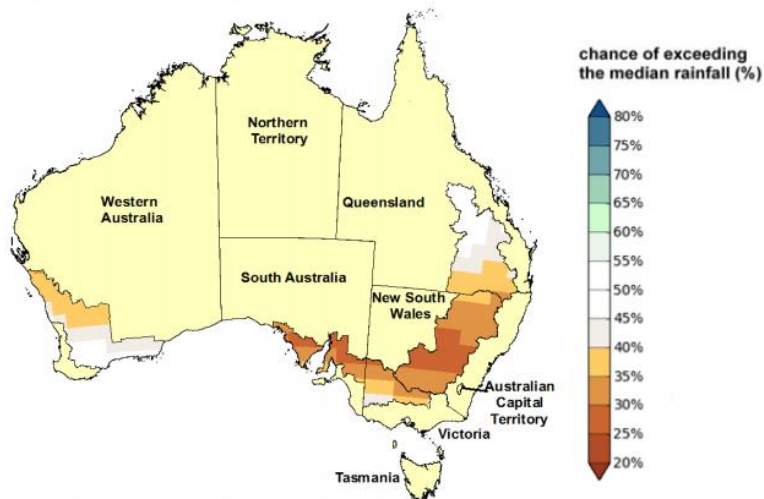 chance of exceeding
the median rainfall (%)
80%
75%
70%
65%
60%
55%
50%
45%
40%
35%
30%
25%
20%
Northern
Territory
Western
Australia
Queensland
South Australia
New South
Wales
Australian
Capital
Territory
Victoria
Tasmania